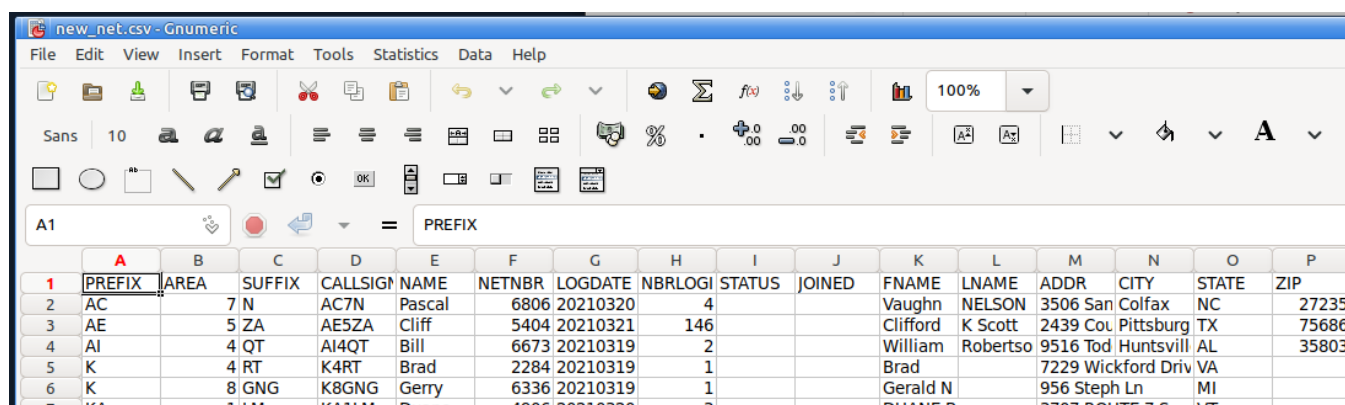 new_net.csv - Gnumeric
File Edit View Insert Format Tools Statistics Data Help
100%
Sans 10
A1 = PREFIX
A B C D E F G H I J K L M N O P
1 PREFIX AREA SUFFIX CALLSIGN NAME NETNBR LOGDATE NBRLOGI STATUS JOINED FNAME LNAME ADDR CITY STATE ZIP
2 AC 7 N AC7N Pascal 6806 20210320 4 Vaughn NELSON 3506 San Colfax NC 27235
3 AE 5 ZA AE5ZA Cliff 5404 20210321 146 Clifford K Scott 2439 Cou Pittsburg TX 75686
4 AI 4 QT AI4QT Bill 6673 20210319 2 William Robertso 9516 Tod Huntsvill AL 35803
5 K 4 RT K4RT Brad 2284 20210319 1 Brad 7229 Wickford Driv VA
6 K 8 GNG K8GNG Gerry 6336 20210319 1 Gerald N 956 Steph Ln MI